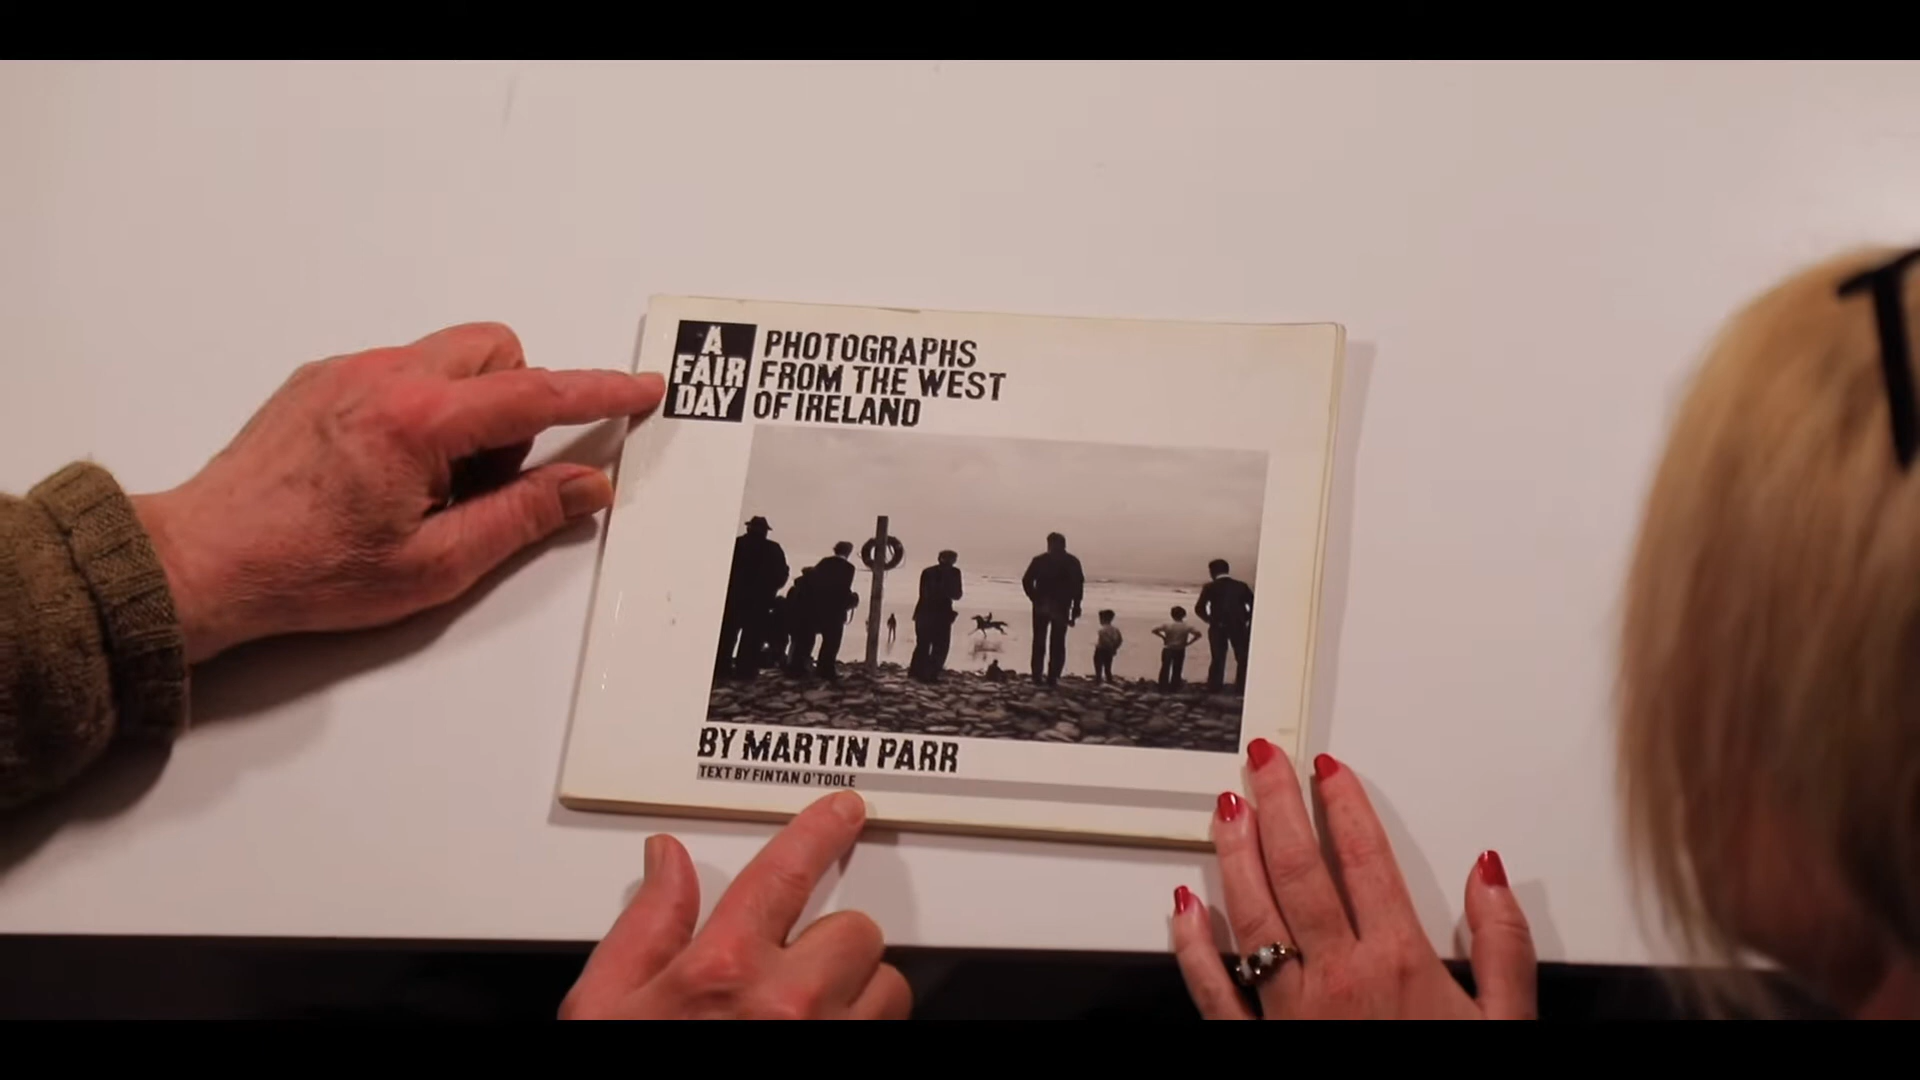 A
FAIR
DAY
PHOTOGRAPHS
FROM THE WEST
OF IRELAND
BY MARTIN PARR
TEXT BY FINTAN O'TOOLE